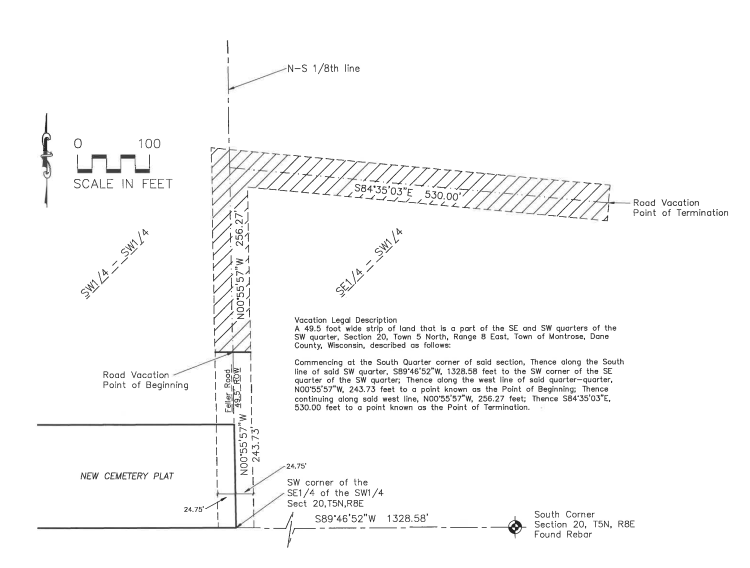 N-S 1/8th line
0 100
SCALE IN FEET
S84°35'03"E 530.00'
Road Vacation
Point of Termination
N00°55'57"W 256.27'
SW1/4 - SW1/4
SE1/4 - SW1/4
Vacation Legal Description
A 49.5 foot wide strip of land that is a part of the SE and SW quarters of the
SW quarter, Section 20, Town 5 North, Range 8 East, Town of Montrose, Dane
County, Wisconsin, described as follows:
Commencing at the South Quarter corner of said section, Thence along the South
line of said SW quarter, S89°46'52"W, 1328.58 feet to the SW corner of the SE
quarter of the SW quarter; Thence along the west line of said quarter-quarter,
N00°55'57"W, 243.73 feet to a point known as the Point of Beginning; Thence
continuing along said west line, N00°55'57"W, 256.27 feet; Thence S84°35'03"E,
530.00 feet to a point known as the Point of Termination.
Road Vacation
Point of Beginning
Feller Road
49.5' ROW
N00°55'57"W
243.73'
NEW CEMETERY PLAT
24.75'
24.75'
SW corner of the
SE1/4 of the SW1/4
Sect 20,T5N,R8E
S89°46'52"W 1328.58'
South Corner
Section 20, T5N, R8E
Found Rebar